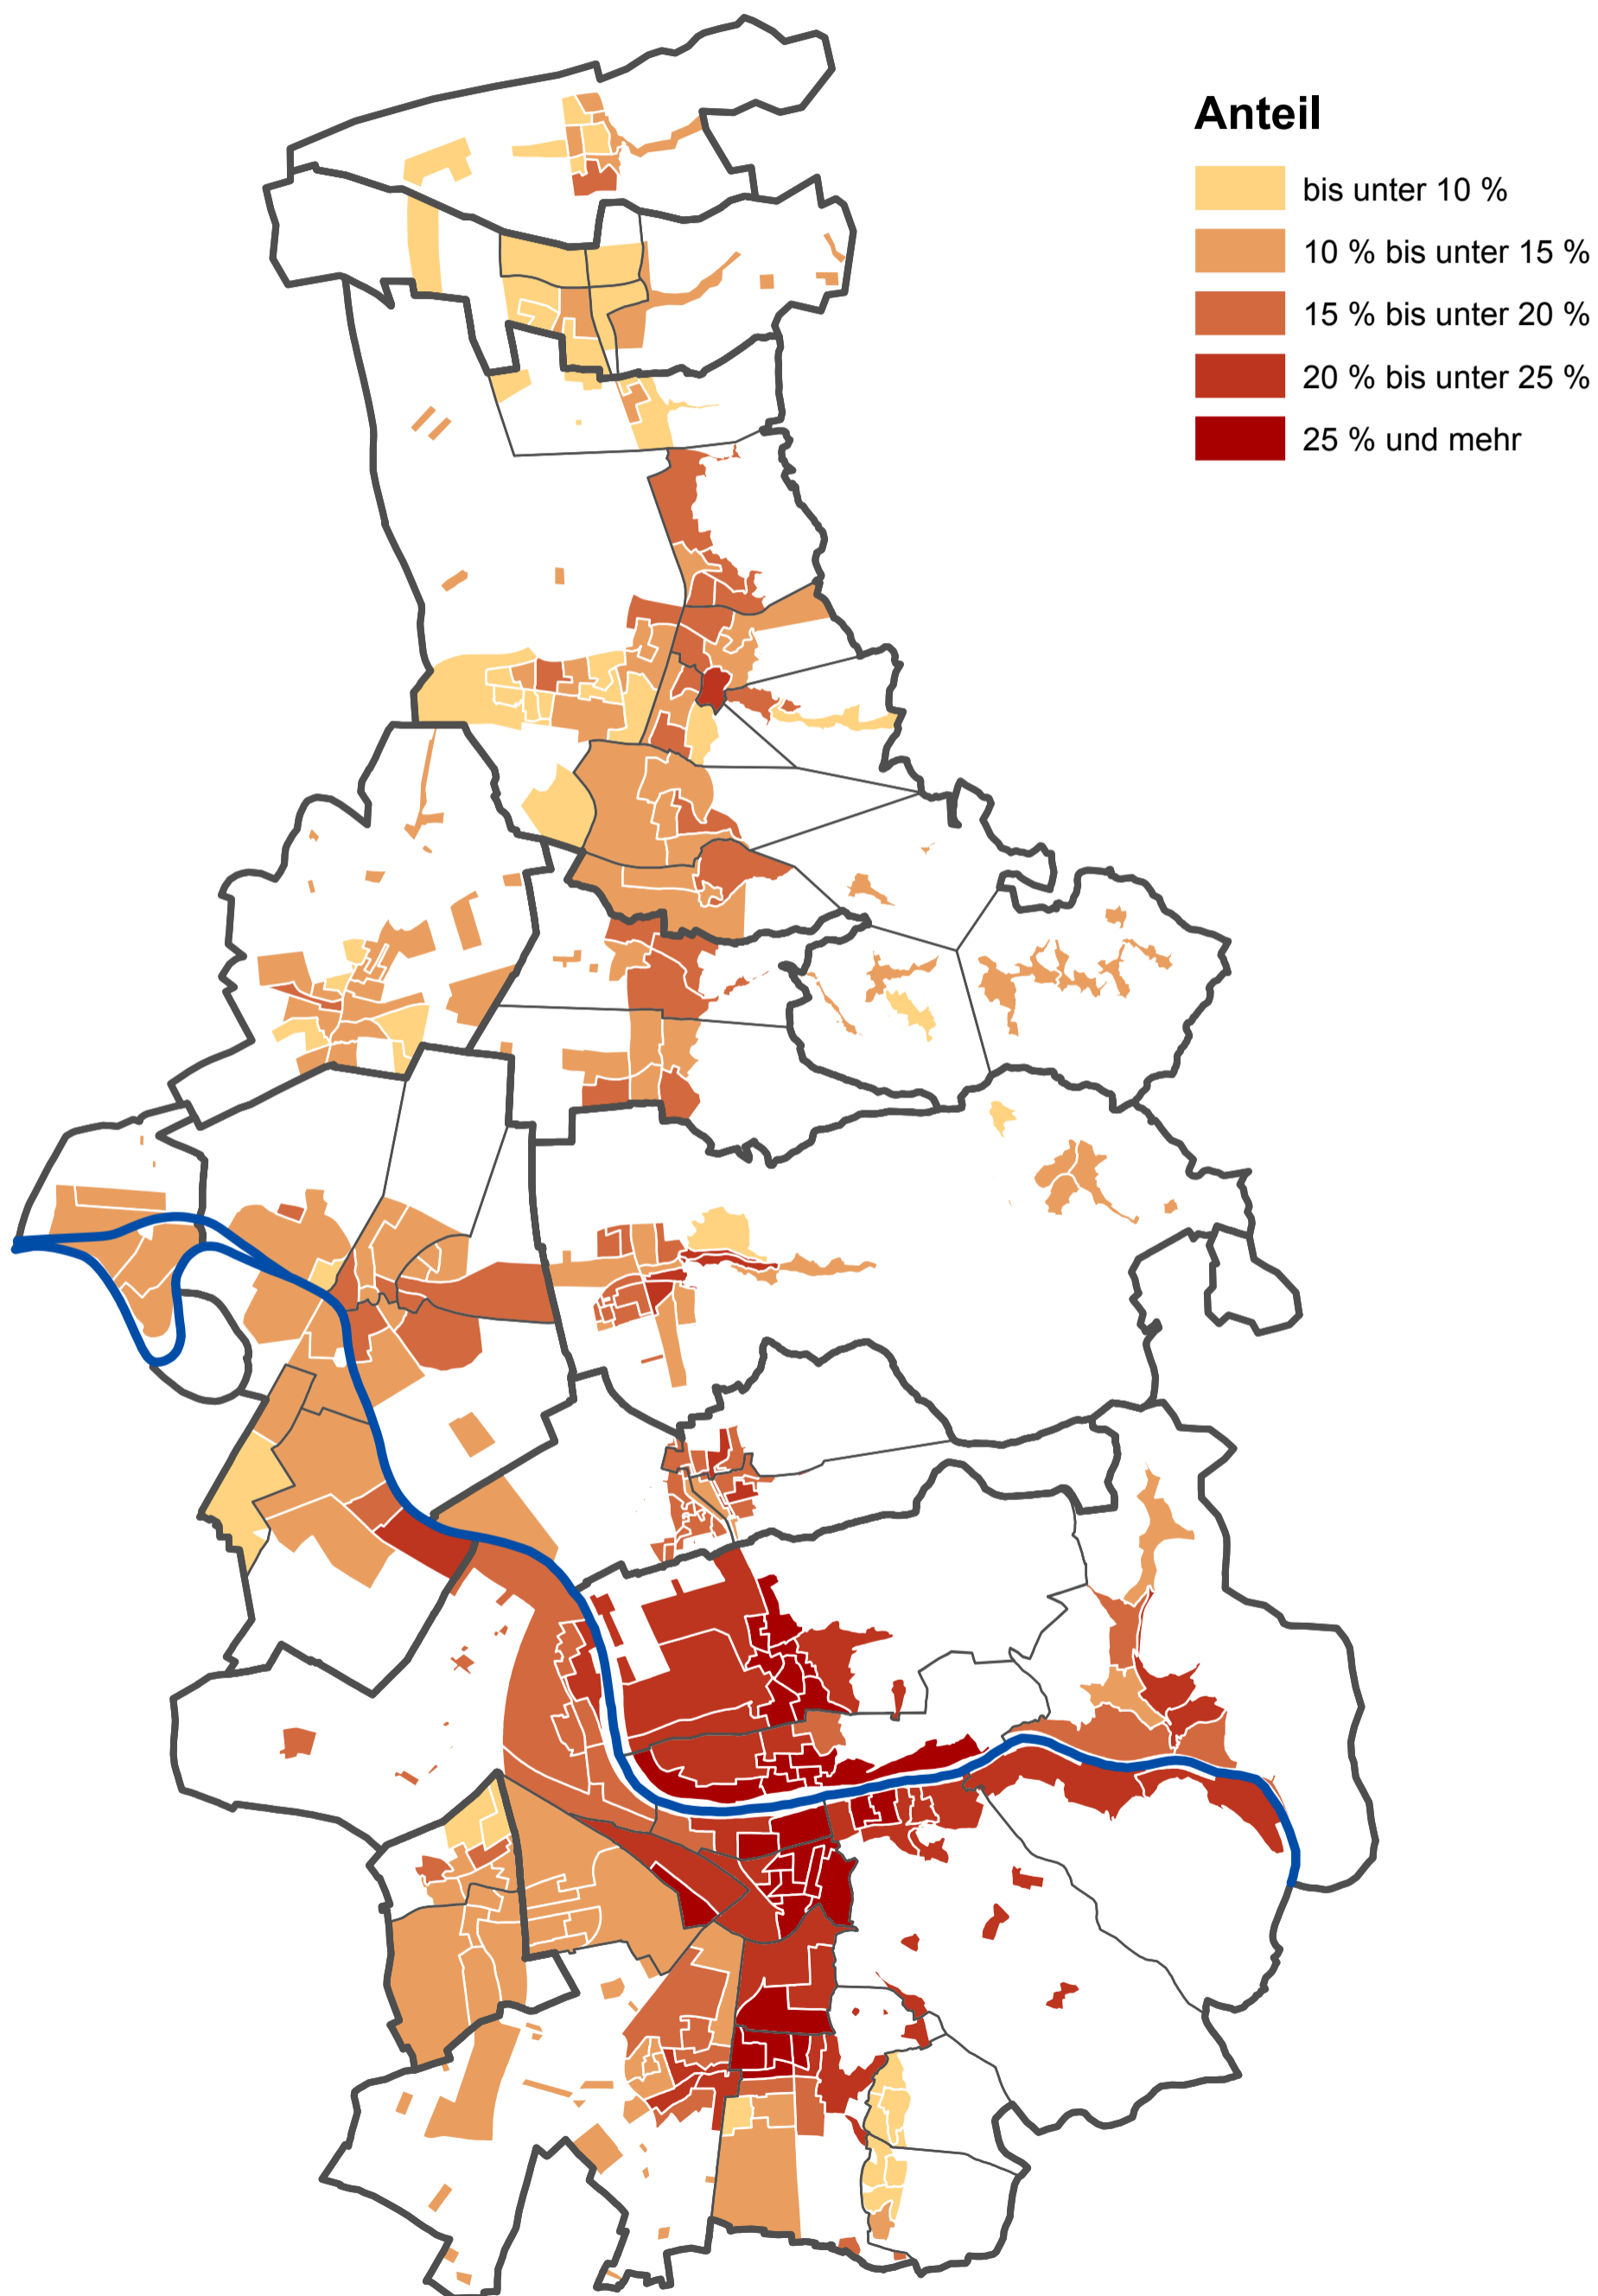 Anteil
bis unter 10 %
10 % bis unter 15 %
15 % bis unter 20 %
20 % bis unter 25 %
25 % und mehr